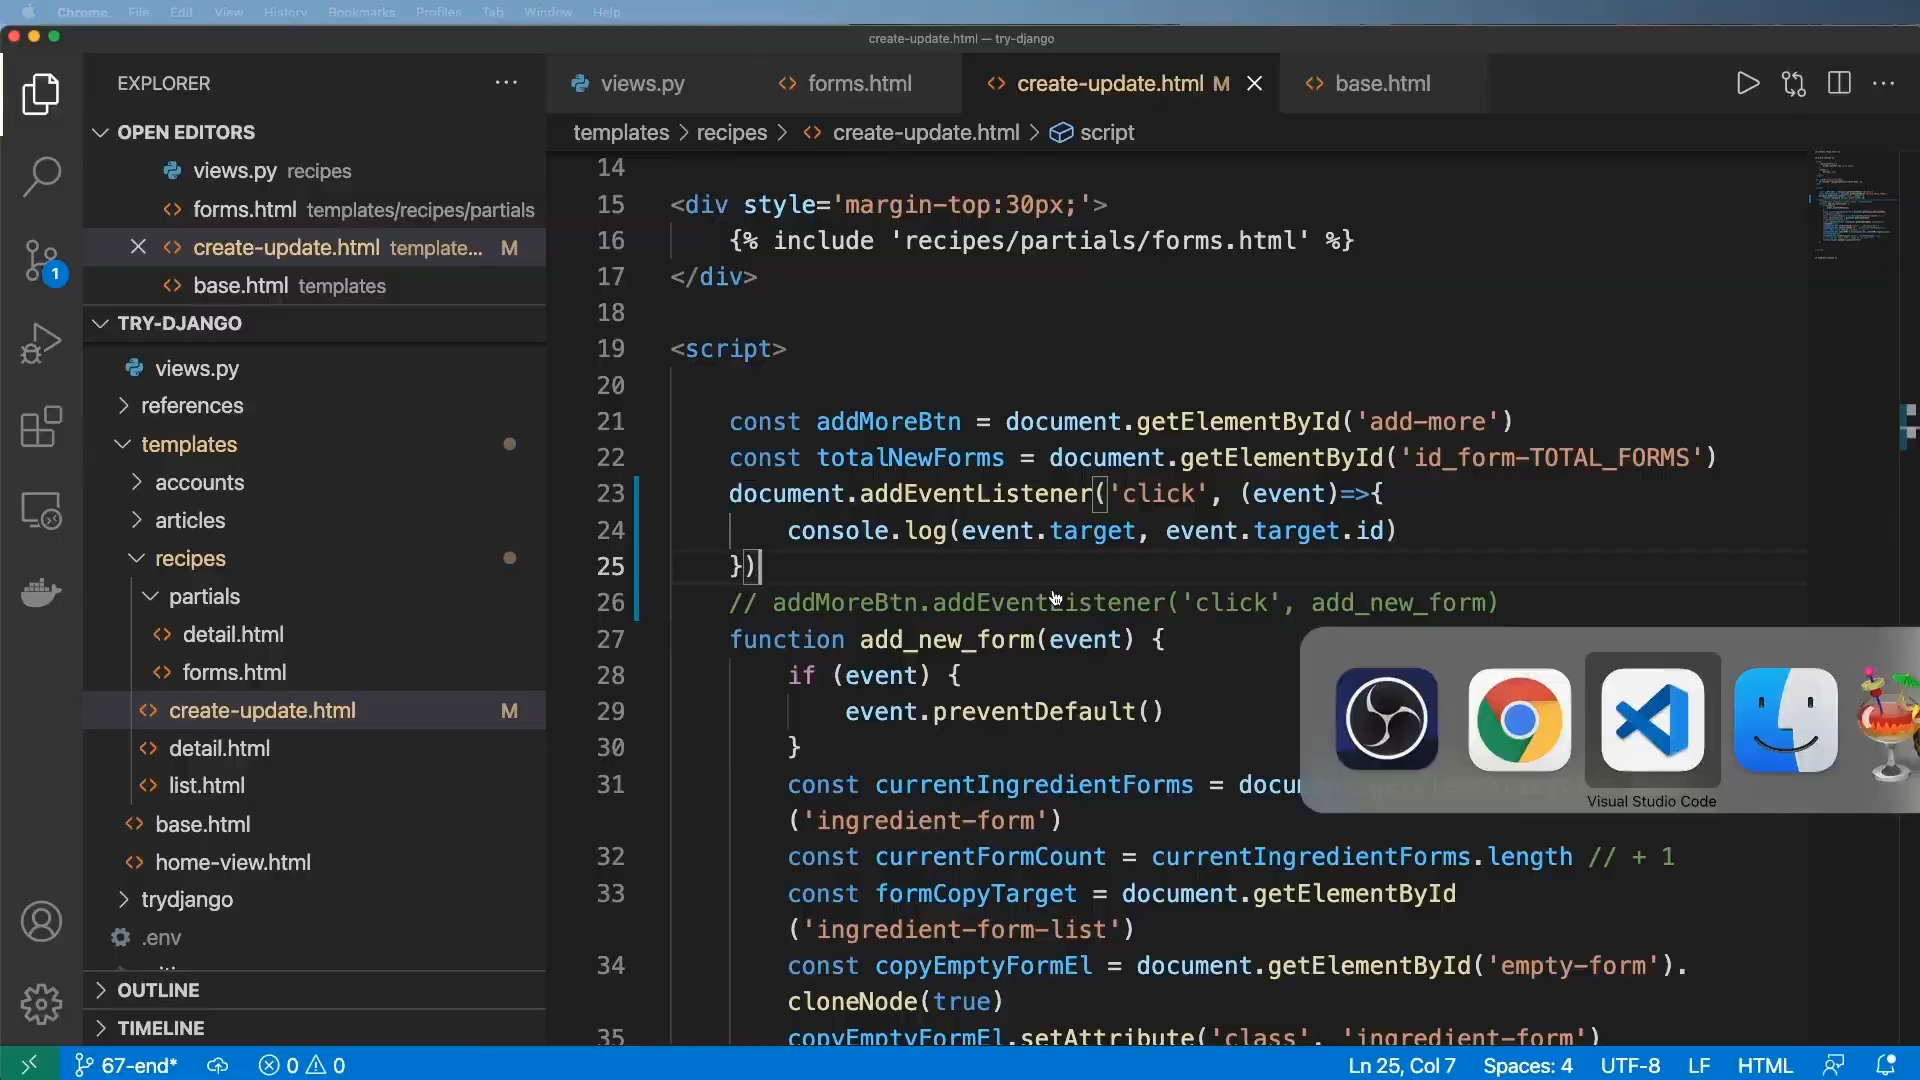 Chrome File Edit View History Bookmarks Profiles Tab Window Help
create-update.html — try-django
EXPLORER
OPEN EDITORS
views.py recipes
forms.html templates/recipes/partials
create-update.html template... M
base.html templates
TRY-DJANGO
views.py
references
templates
accounts
articles
recipes
partials
detail.html
forms.html
create-update.html M
detail.html
list.html
base.html
home-view.html
trydjango
.env
OUTLINE
TIMELINE
1
views.py forms.html create-update.html M base.html
templates > recipes > create-update.html > script
14
15 <div style='margin-top:30px;'>
16 {% include 'recipes/partials/forms.html' %}
17 </div>
18
19 <script>
20
21 const addMoreBtn = document.getElementById('add-more')
22 const totalNewForms = document.getElementById('id_form-TOTAL_FORMS')
23 document.addEventListener('click', (event)=>{
24 console.log(event.target, event.target.id)
25 })
26 // addMoreBtn.addEventListener('click', add_new_form)
27 function add_new_form(event) {
28 if (event) {
29 event.preventDefault()
30 }
31 const currentIngredientForms = docu
('ingredient-form')
32 const currentFormCount = currentIngredientForms.length // + 1
33 const formCopyTarget = document.getElementById
('ingredient-form-list')
34 const copyEmptyFormEl = document.getElementById('empty-form').
cloneNode(true)
35 copyEmptyFormEl.setAttribute('class', 'ingredient-form')
Visual Studio Code
67-end* 0 0 Ln 25, Col 7 Spaces: 4 UTF-8 LF HTML